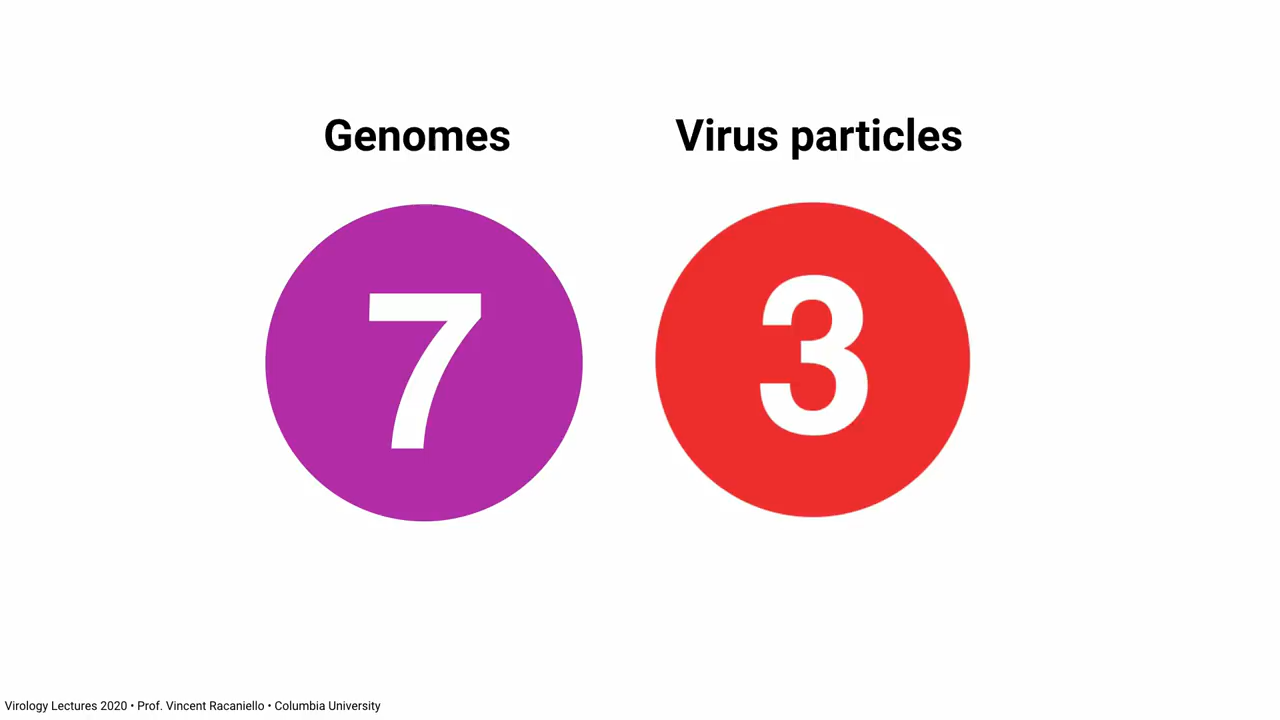 Genomes
Virus particles
7
3
Virology Lectures 2020 • Prof. Vincent Racaniello • Columbia University